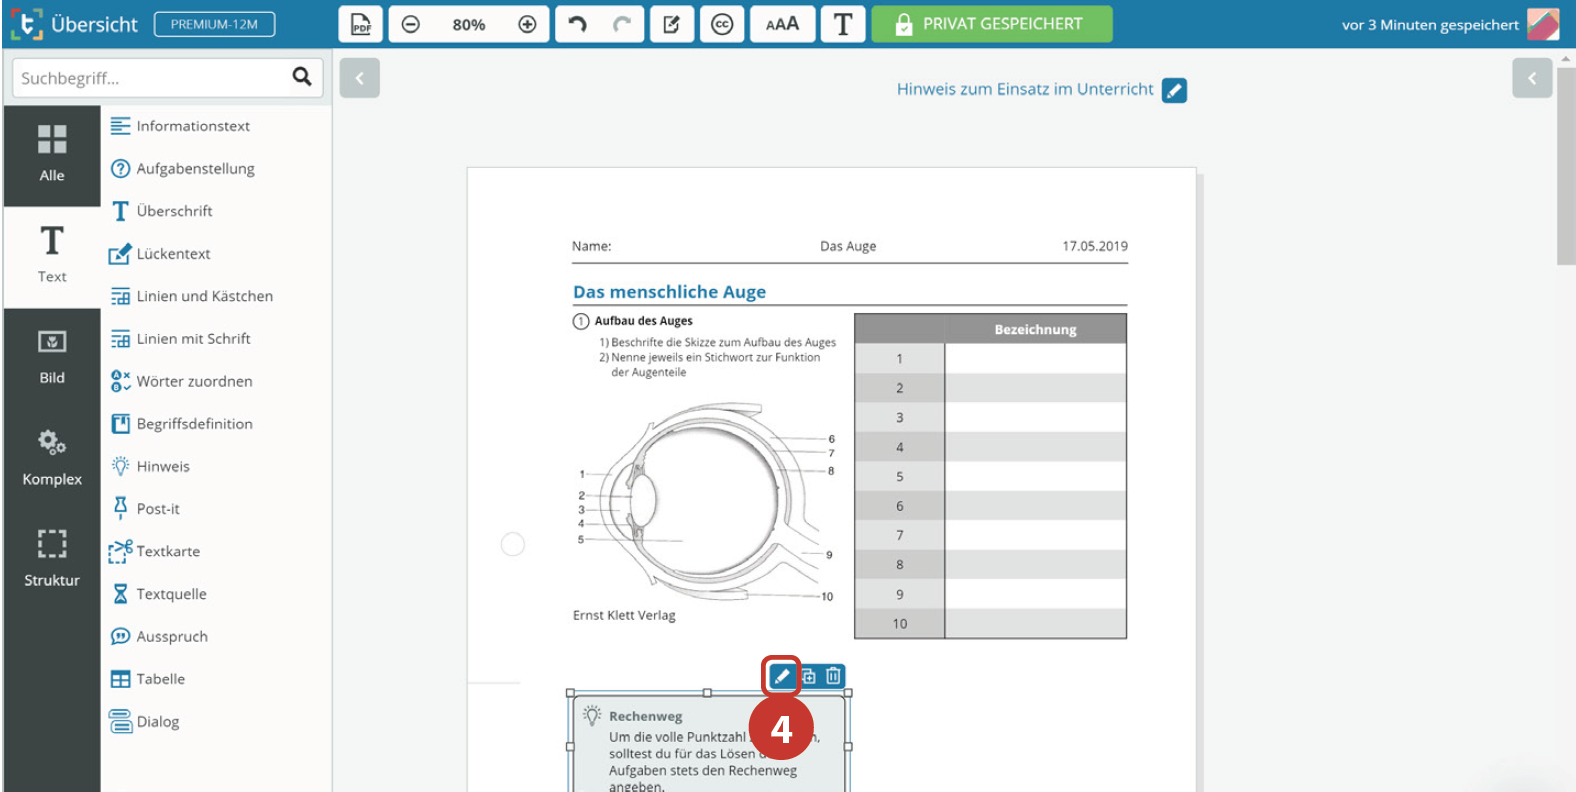 Übersicht PREMIUM-12M PDF 80% CC AAA T PRIVAT GESPEICHERT vor 3 Minuten gespeichert
Suchbegriff...
Hinweis zum Einsatz im Unterricht
Alle
Text
Bild
Komplex
Struktur
Informationstext
Aufgabenstellung
Überschrift
Lückentext
Linien und Kästchen
Linien mit Schrift
Wörter zuordnen
Begriffsdefinition
Hinweis
Post-it
Textkarte
Textquelle
Ausspruch
Tabelle
Dialog
Name: Das Auge 17.05.2019
Das menschliche Auge
1 Aufbau des Auges
1) Beschrifte die Skizze zum Aufbau des Auges
2) Nenne jeweils ein Stichwort zur Funktion
der Augenteile
1
2
3
4
5
6
7
8
9
10
Ernst Klett Verlag
Bezeichnung
1
2
3
4
5
6
7
8
9
10
4
Rechenweg
Um die volle Punktzahl
solltest du für das Lösen
Aufgaben stets den Rechenweg
angeben.